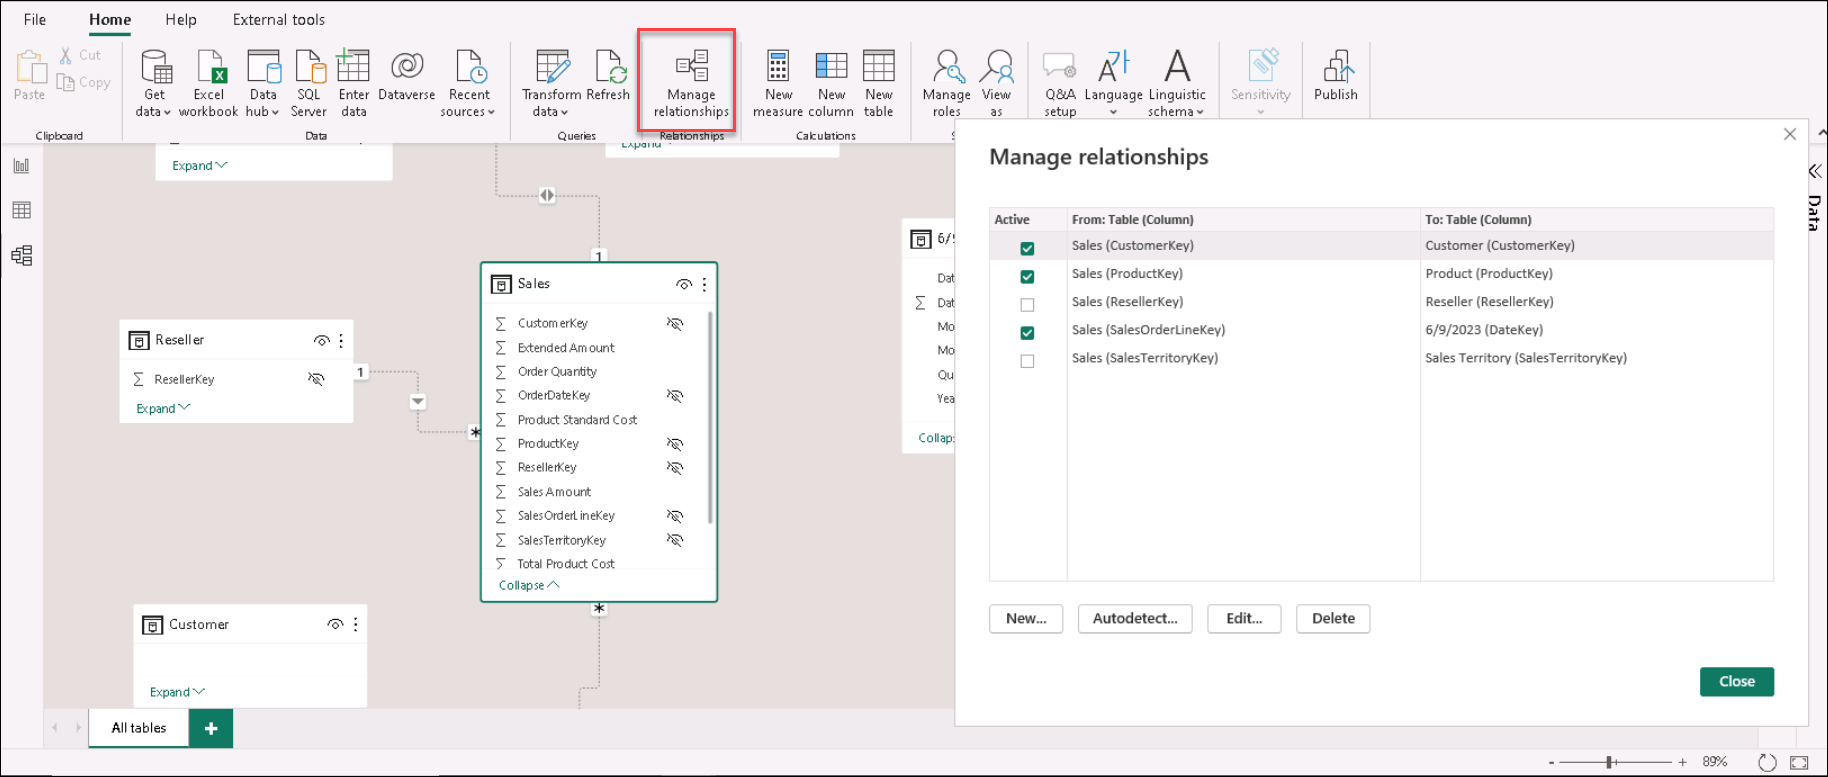 File Home Help External tools
Paste
Cut
Copy
Get data
Excel workbook
Data hub
SQL Server
Enter data
Dataverse
Recent sources
Transform data
Refresh
Manage relationships
New measure
New column
New table
Manage roles
View as
Q&A setup
Language
Linguistic schema
Sensitivity
Publish
Clipboard
Data
Queries
Relationships
Calculations
Expand
Expand
1
Sales
CustomerKey
Extended Amount
Order Quantity
OrderDateKey
Product Standard Cost
ProductKey
ResellerKey
Sales Amount
SalesOrderLineKey
SalesTerritoryKey
Total Product Cost
Collapse
Reseller
ResellerKey
Expand
1
*
*
Customer
Expand
6/9
Dat
Dat
Mo
Mo
Qu
Yea
Collap
Manage relationships
Active From: Table (Column) To: Table (Column)
Sales (CustomerKey) Customer (CustomerKey)
Sales (ProductKey) Product (ProductKey)
Sales (ResellerKey) Reseller (ResellerKey)
Sales (SalesOrderLineKey) 6/9/2023 (DateKey)
Sales (SalesTerritoryKey) Sales Territory (SalesTerritoryKey)
New... Autodetect... Edit... Delete
Close
Data
All tables +
- + 89%